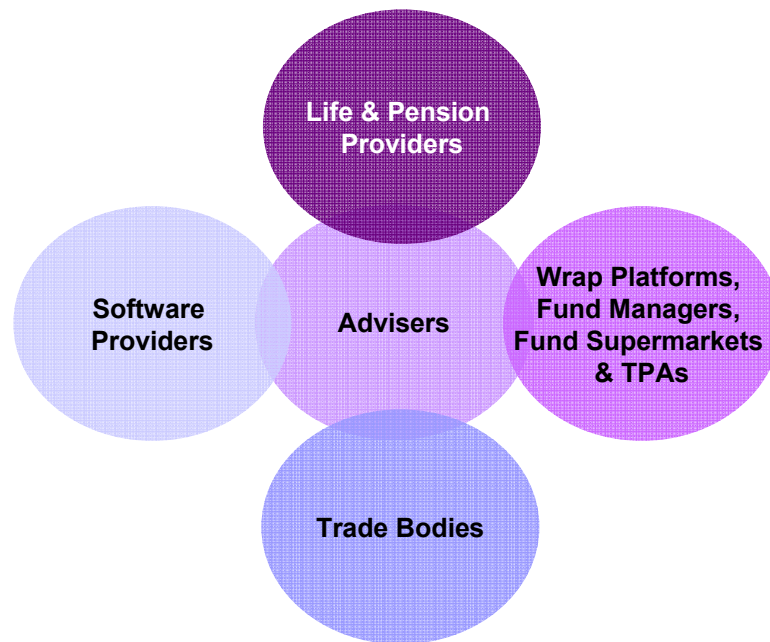 Life & Pension
Providers
Software
Providers
Advisers
Wrap Platforms,
Fund Managers,
Fund Supermarkets
& TPAs
Trade Bodies